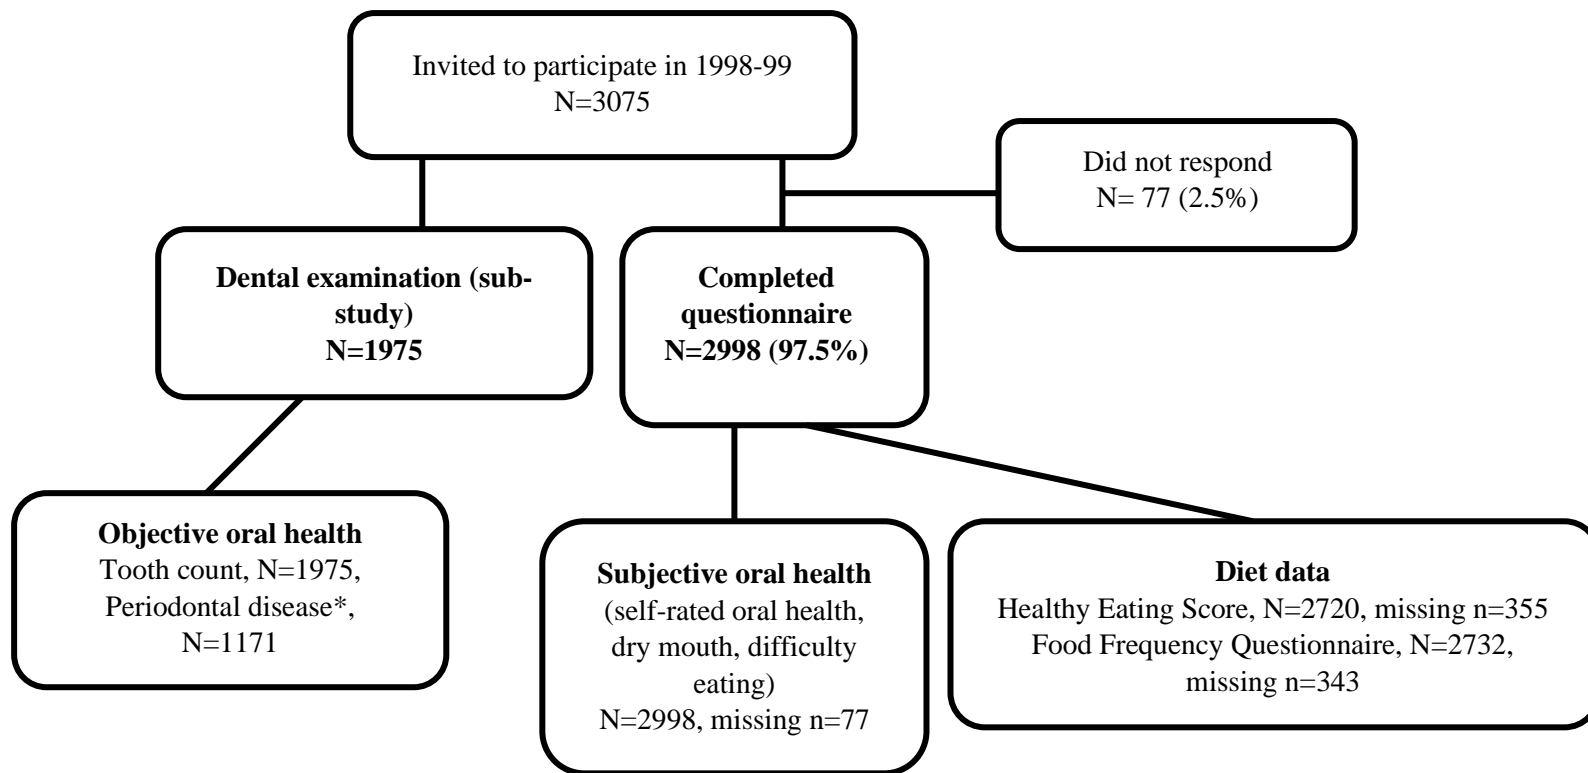 Invited to participate in 1998-99
N=3075
Did not respond
N= 77 (2.5%)
Dental examination (sub-
study)
N=1975
Completed
questionnaire
N=2998 (97.5%)
Objective oral health
Tooth count, N=1975,
Periodontal disease*,
N=1171
Subjective oral health
(self-rated oral health,
dry mouth, difficulty
eating)
N=2998, missing n=77
Diet data
Healthy Eating Score, N=2720, missing n=355
Food Frequency Questionnaire, N=2732,
missing n=343